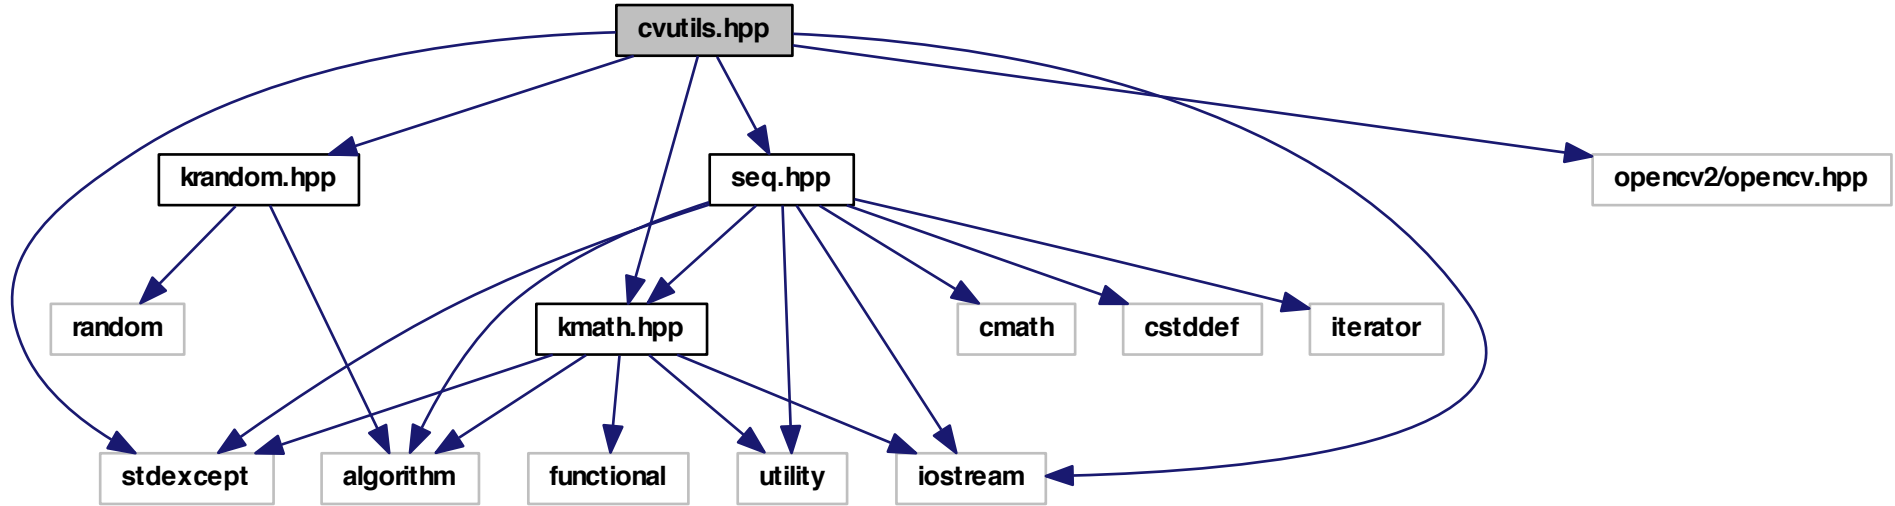 cvutils.hpp
krandom.hpp
seq.hpp
opencv2/opencv.hpp
random
kmath.hpp
cmath
cstddef
iterator
stdexcept
algorithm
functional
utility
iostream